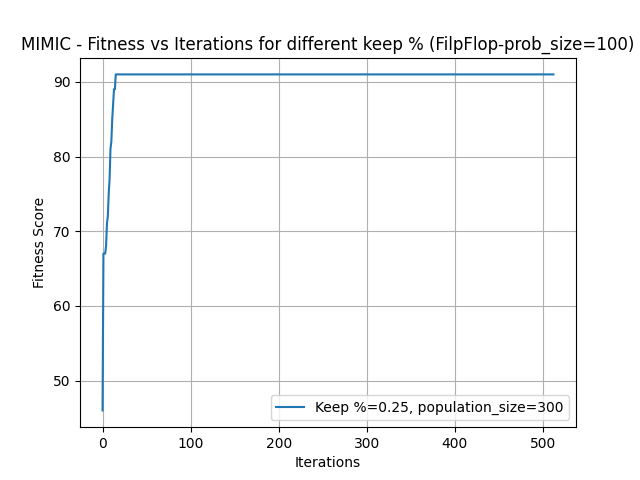 MIMIC - Fitness vs Iterations for different keep % (FilpFlop-prob_size=100)
90
80
70
60
50
Fitness Score
Keep %=0.25, population_size=300
0 100 200 300 400 500
Iterations